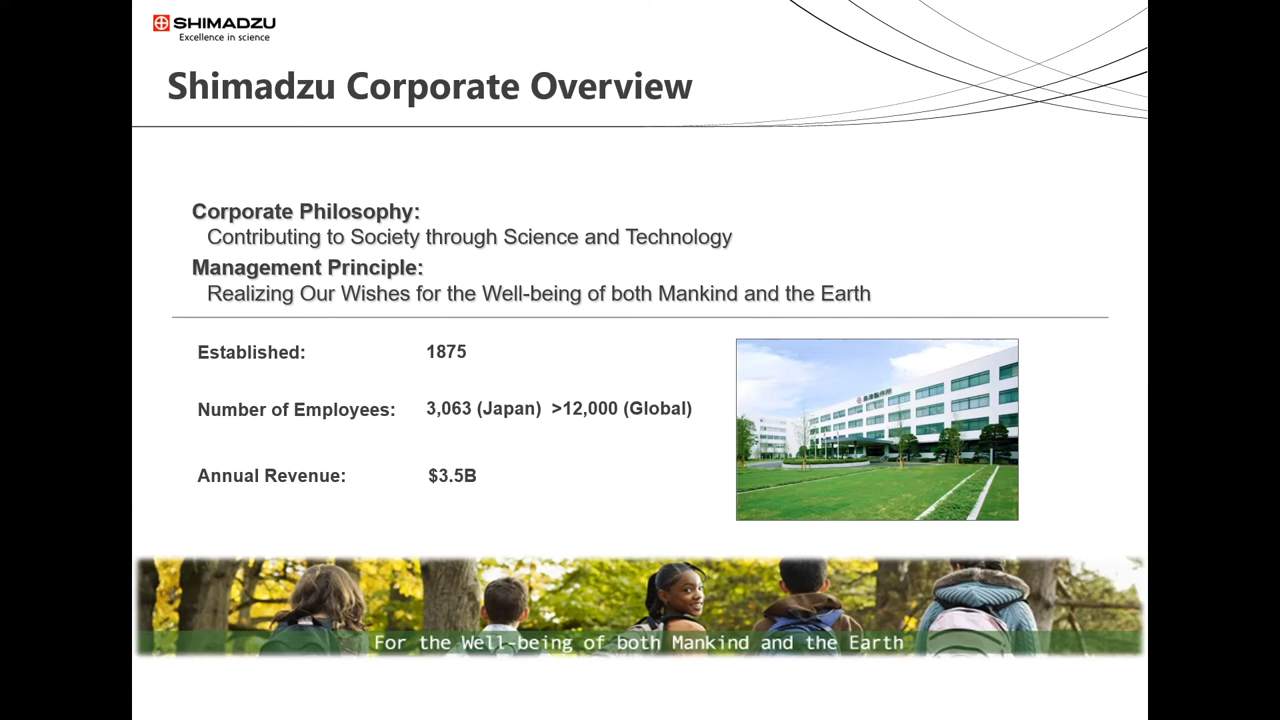 SHIMADZU
Excellence in science
Shimadzu Corporate Overview
Corporate Philosophy:
Contributing to Society through Science and Technology
Management Principle:
Realizing Our Wishes for the Well-being of both Mankind and the Earth
Established: 1875
Number of Employees: 3,063 (Japan) >12,000 (Global)
Annual Revenue: $3.5B
For the Well-being of both Mankind and the Earth